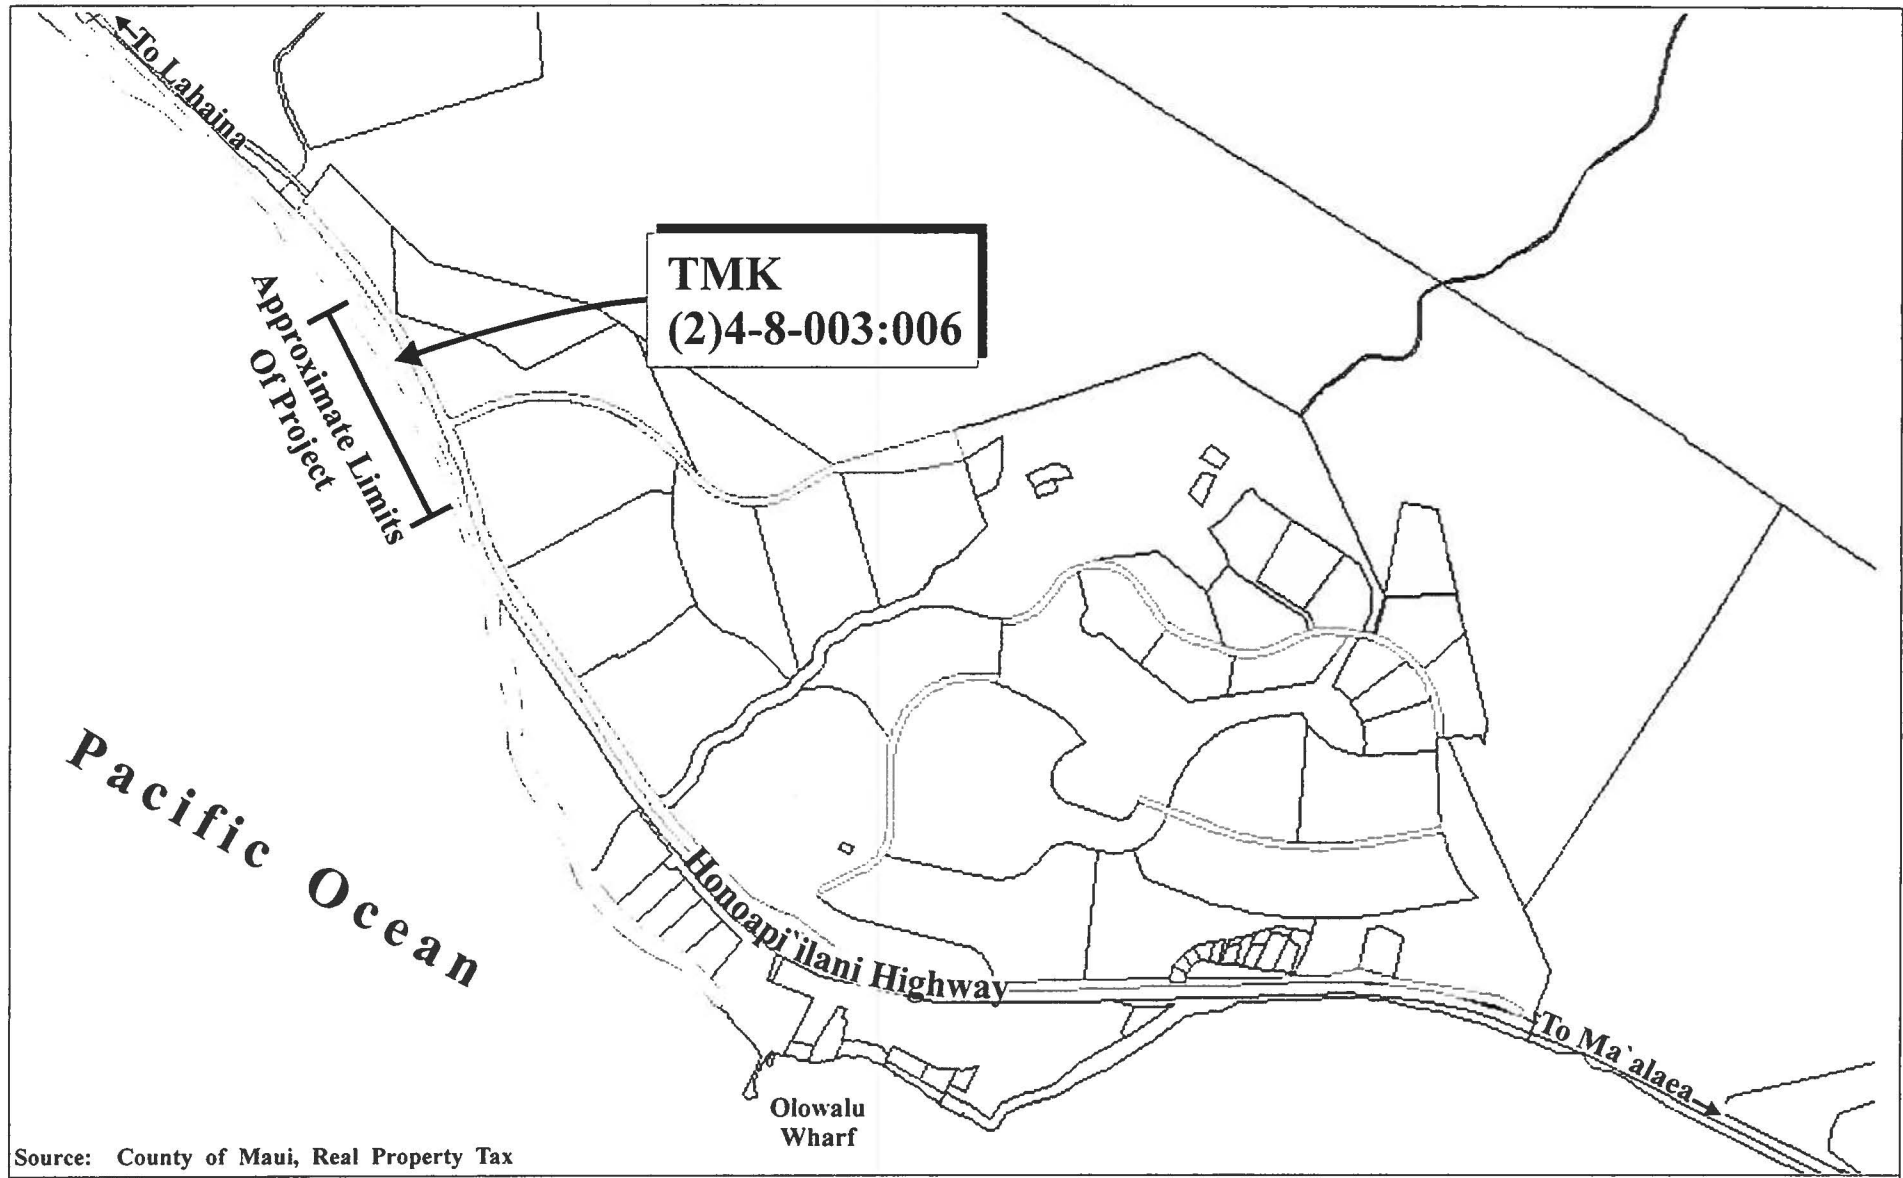 To Lahaina
TMK
(2)4-8-003:006
Approximate Limits
Of Project
Pacific Ocean
Honoapi`ilani Highway
To Ma`alaea
Olowalu
Wharf
Source: County of Maui, Real Property Tax